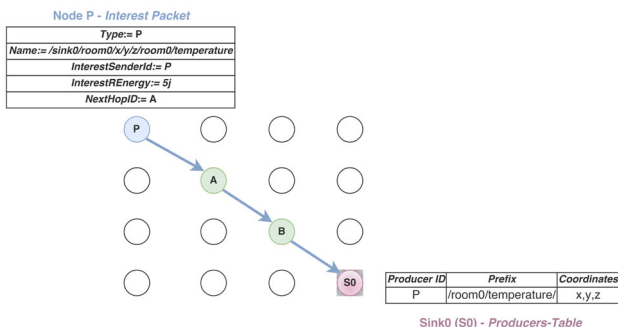 Node P - Interest Packet
Type:= P
Name:= /sink0/room0/x/y/z/room0/temperature
InterestSenderId:= P
InterestREnergy:= 5j
NextHopID:= A
P
A
B
S0
Producer ID Prefix Coordinates
P /room0/temperature/ x,y,z
Sink0 (S0) - Producers-Table